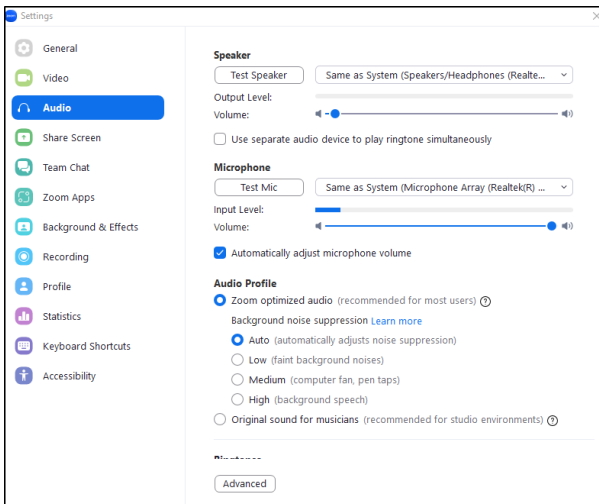 Settings
General
Video
Audio
Share Screen
Team Chat
Zoom Apps
Background & Effects
Recording
Profile
Statistics
Keyboard Shortcuts
Accessibility
Speaker
Test Speaker
Same as System (Speakers/Headphones (Realte...
Output Level:
Volume:
Use separate audio device to play ringtone simultaneously
Microphone
Test Mic
Same as System (Microphone Array (Realtek(R) ...
Input Level:
Volume:
Automatically adjust microphone volume
Audio Profile
Zoom optimized audio (recommended for most users)
Background noise suppression Learn more
Auto (automatically adjusts noise suppression)
Low (faint background noises)
Medium (computer fan, pen taps)
High (background speech)
Original sound for musicians (recommended for studio environments)
Advanced